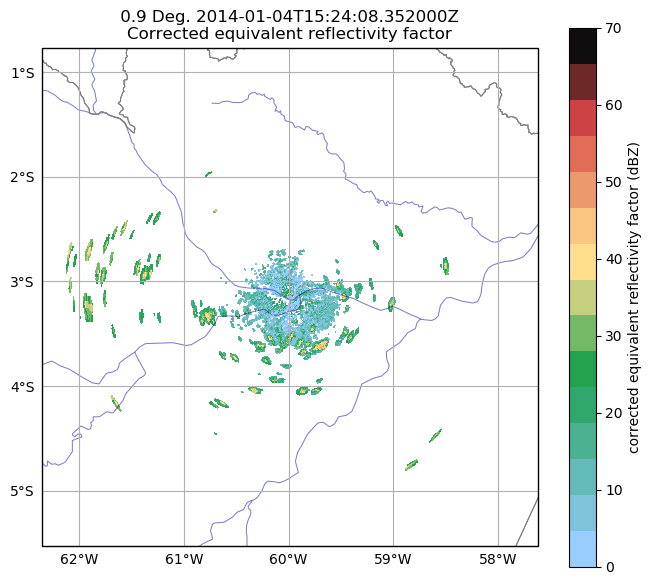 0.9 Deg. 2014-01-04T15:24:08.352000Z
Corrected equivalent reflectivity factor
1°S
2°S
3°S
4°S
5°S
62°W
61°W
60°W
59°W
58°W
70
60
50
40
30
20
10
0
corrected equivalent reflectivity factor (dBZ)